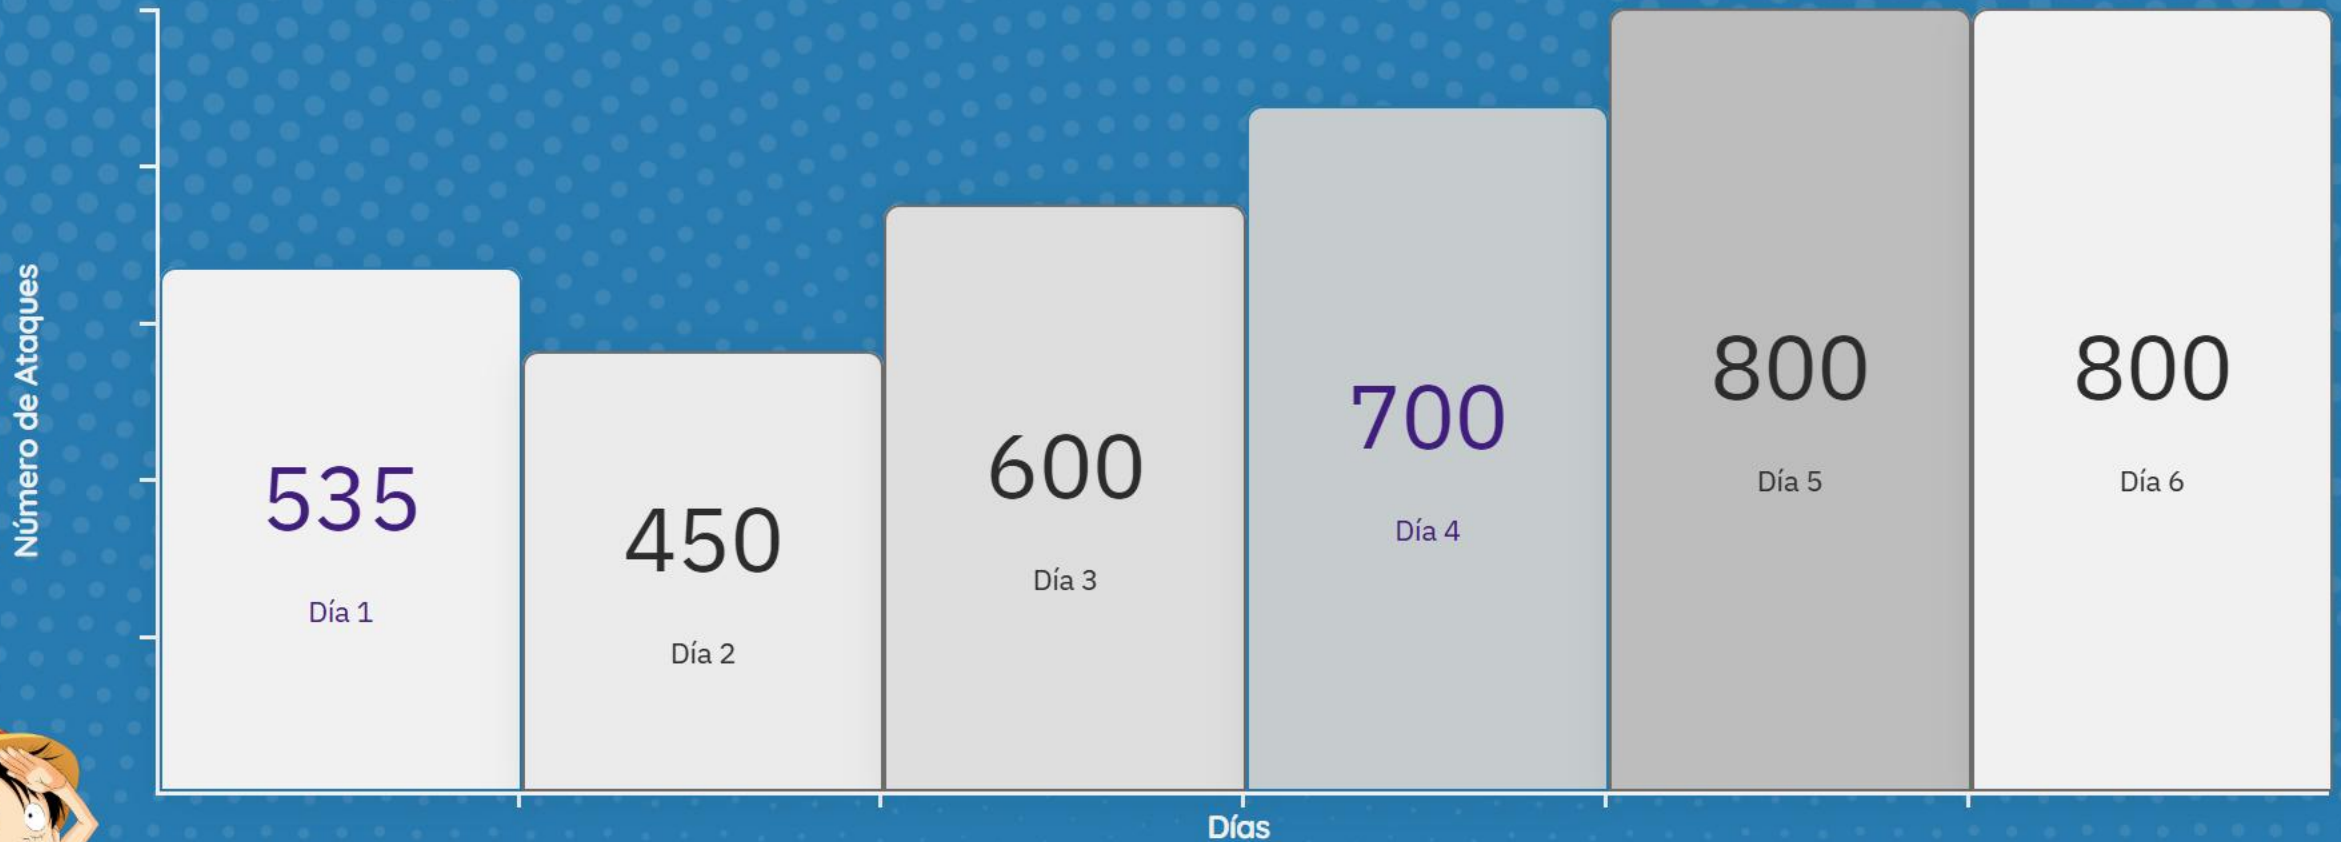 Número de Ataques
535
Día 1
450
Día 2
600
Día 3
700
Día 4
800
Día 5
800
Día 6
Días